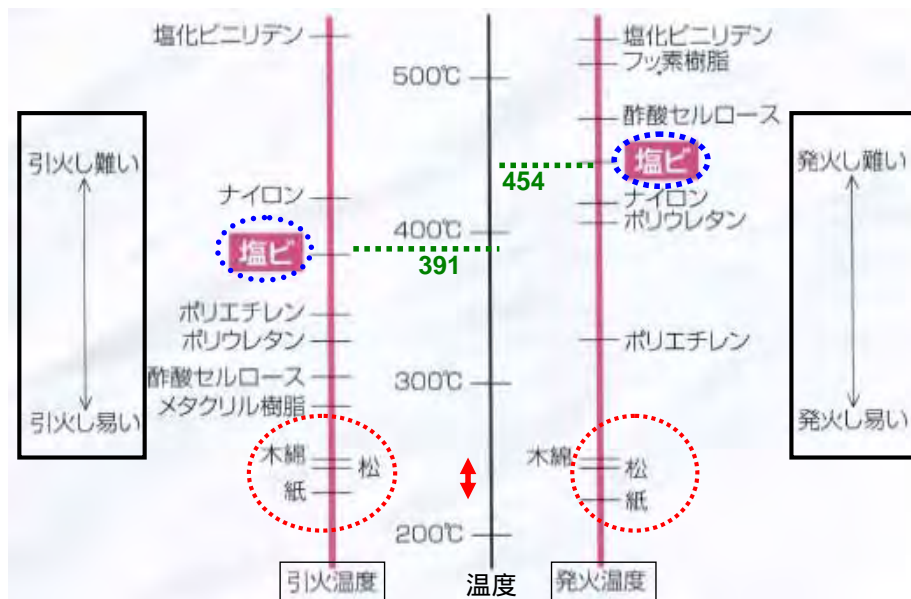 塩化ビニリデン
ナイロン
塩ビ
ポリエチレン
ポリウレタン
酢酸セルロース
メタクリル樹脂
木綿
松
紙
引火温度
引火し難い
引火し易い
500℃
400℃
300℃
200℃
温度
391
454
塩化ビニリデン
フッ素樹脂
酢酸セルロース
塩ビ
ナイロン
ポリウレタン
ポリエチレン
木綿
松
紙
発火温度
発火し難い
発火し易い